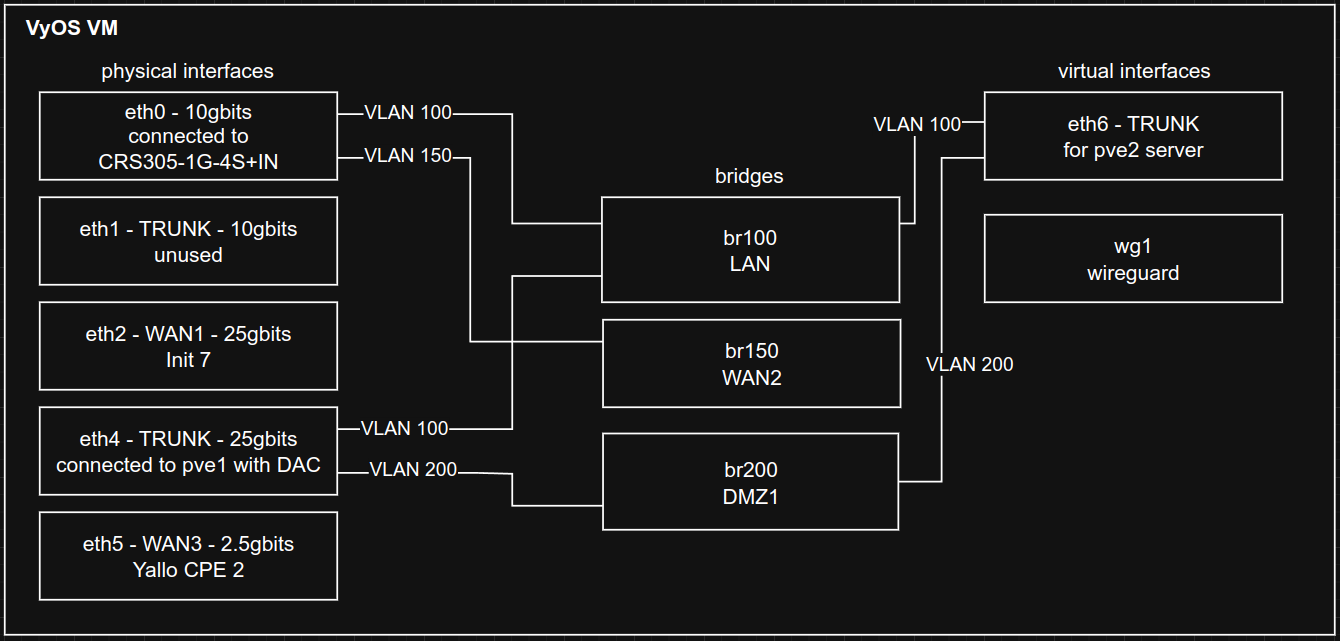 VyOS VM
physical interfaces
eth0 - 10gbits
connected to
CRS305-1G-4S+IN
eth1 - TRUNK - 10gbits
unused
eth2 - WAN1 - 25gbits
Init 7
eth4 - TRUNK - 25gbits
connected to pve1 with DAC
eth5 - WAN3 - 2.5gbits
Yallo CPE 2
VLAN 100
VLAN 150
VLAN 100
VLAN 200
bridges
br100
LAN
br150
WAN2
br200
DMZ1
VLAN 100
VLAN 200
virtual interfaces
eth6 - TRUNK
for pve2 server
wg1
wireguard